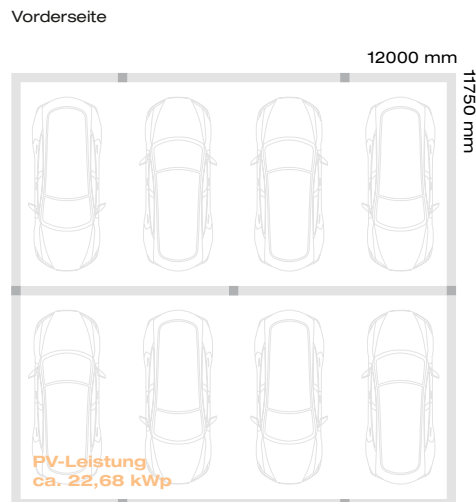 Vorderseite
12000 mm
11750 mm
PV-Leistung
ca. 22,68 kWp